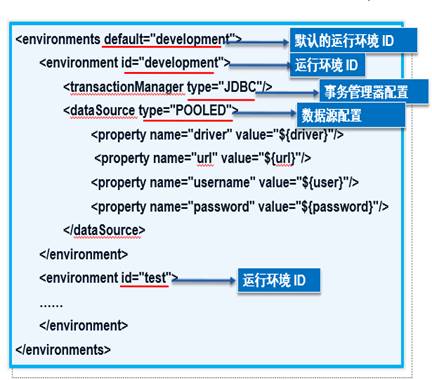 <environments default="development"> 默认的运行环境 ID
<environment id="development"> 运行环境 ID
<transactionManager type="JDBC"/> 事务管理器配置
<dataSource type="POOLED"> 数据源配置
<property name="driver" value="${driver}"/>
<property name="url" value="${url}"/>
<property name="username" value="${user}"/>
<property name="password" value="${password}"/>
</dataSource>
</environment>
<environment id="test"> 运行环境 ID
……
</environment>
</environments>